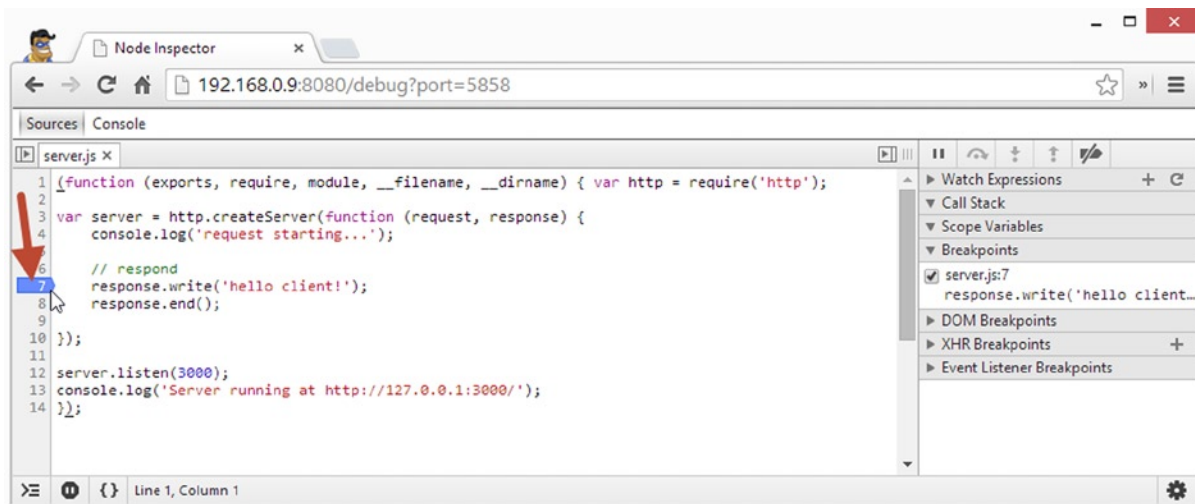 Node Inspector ×
192.168.0.9:8080/debug?port=5858
Sources Console
server.js ×
1 (function (exports, require, module, __filename, __dirname) { var http = require('http');
2
3 var server = http.createServer(function (request, response) {
4 console.log('request starting...');
6 // respond
7 response.write('hello client!');
8 response.end();
9
10 });
11
12 server.listen(3000);
13 console.log('Server running at http://127.0.0.1:3000/');
14 });
Line 1, Column 1
Watch Expressions
Call Stack
Scope Variables
Breakpoints
server.js:7
response.write('hello client…
DOM Breakpoints
XHR Breakpoints
Event Listener Breakpoints